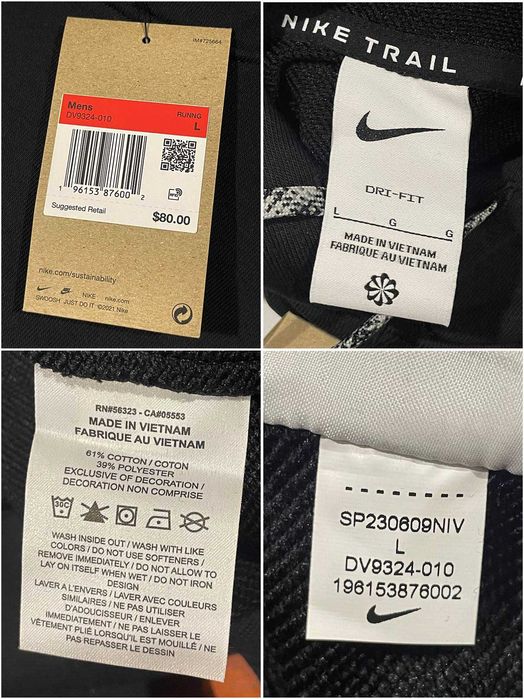 IM#725664
Mens
RUNNG
DV9324-010
L
1 96153 87600 2
Suggested Retail
$80.00
nike.com/sustainability
NIKE nike.com
SWOOSH JUST DO IT ©2021 Nike
NIKE TRAIL
DRI-FIT
L G G
MADE IN VIETNAM
FABRIQUE AU VIETNAM
RN#56323 - CA#05553
MADE IN VIETNAM
FABRIQUE AU VIETNAM
61% COTTON / COTON
39% POLYESTER
EXCLUSIVE OF DECORATION /
DECORATION NON COMPRISE
30C
WASH INSIDE OUT / WASH WITH LIKE
COLORS / DO NOT USE SOFTENERS /
REMOVE IMMEDIATELY / DO NOT ALLOW TO
LAY ON ITSELF WHEN WET / DO NOT IRON
DESIGN
LAVER A L'ENVERS / LAVER AVEC COULEURS
SIMILAIRES / NE PAS UTILISER
D'ADOUCISSEUR / ENLEVER
IMMEDIATEMENT / NE PAS LAISSER LE
VÊTEMENT PLIÉ LORSQU'IL EST MOUILLÉ / NE
PAS REPASSER LE DESSIN
SP230609NIV
L
DV9324-010
196153876002